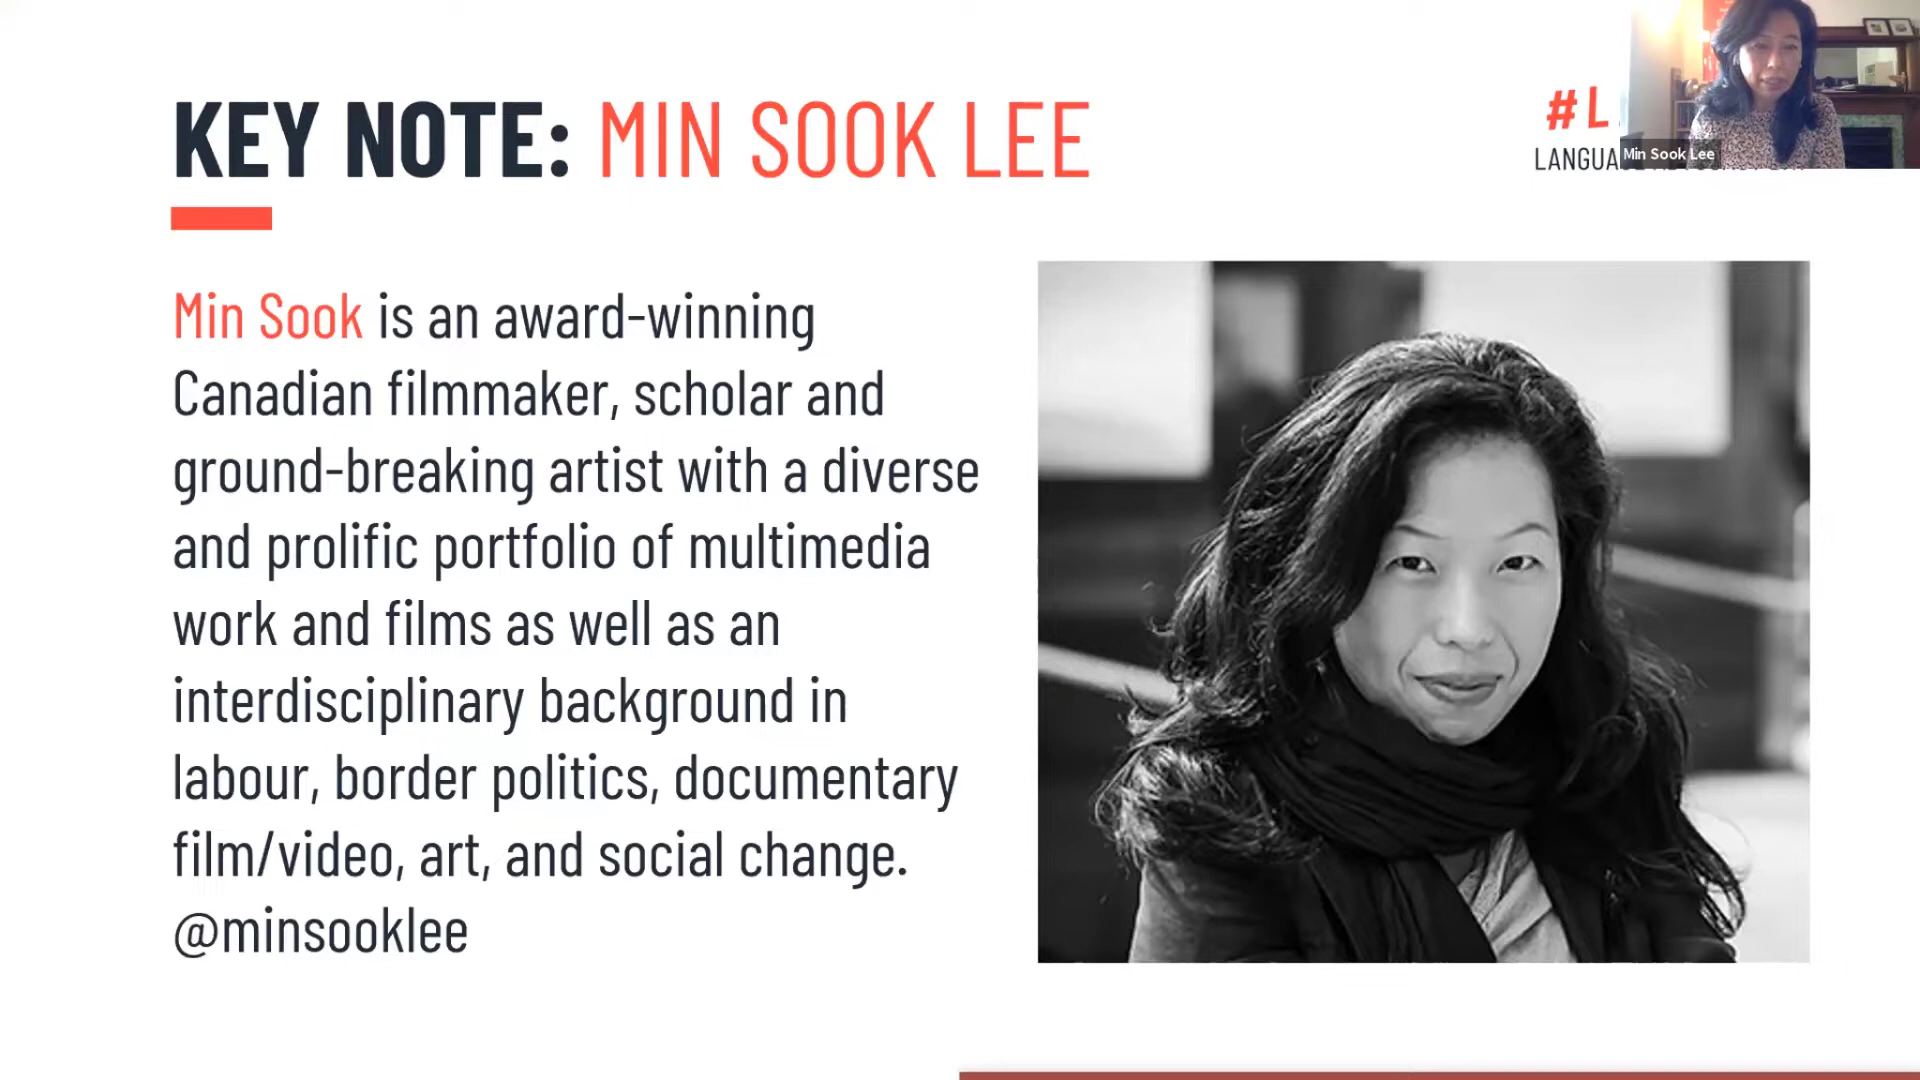 KEY NOTE: MIN SOOK LEE
#L
LANGUA
Min Sook Lee
Min Sook is an award-winning
Canadian filmmaker, scholar and
ground-breaking artist with a diverse
and prolific portfolio of multimedia
work and films as well as an
interdisciplinary background in
labour, border politics, documentary
film/video, art, and social change.
@minsooklee